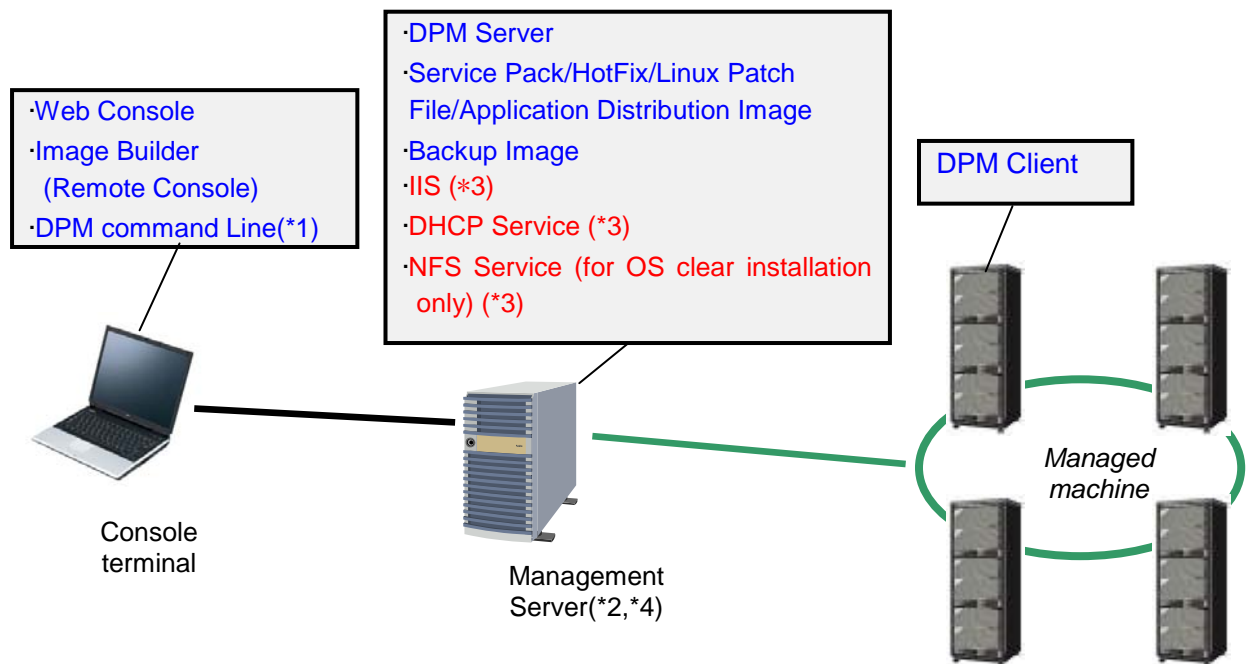 ·Web Console
·Image Builder
(Remote Console)
·DPM command Line(*1)
·DPM Server
·Service Pack/HotFix/Linux Patch
File/Application Distribution Image
·Backup Image
·IIS (*3)
·DHCP Service (*3)
·NFS Service (for OS clear installation
only) (*3)
DPM Client
Console
terminal
Management
Server(*2,*4)
Managed
machine